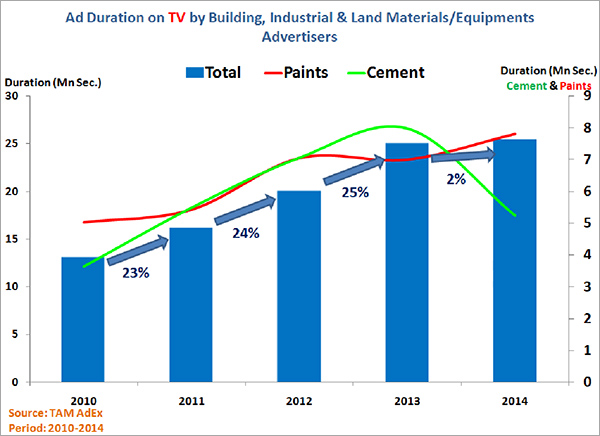 Ad Duration on TV by Building, Industrial & Land Materials/Equipments
Advertisers
Duration (Mn Sec.)
Total Paints Cement
Duration (Mn Sec.)
Cement & Paints
30
25
20
15
10
5
0
9
8
7
6
5
4
3
2
1
0
23%
24%
25%
2%
2010 2011 2012 2013 2014
Source: TAM AdEx
Period: 2010-2014